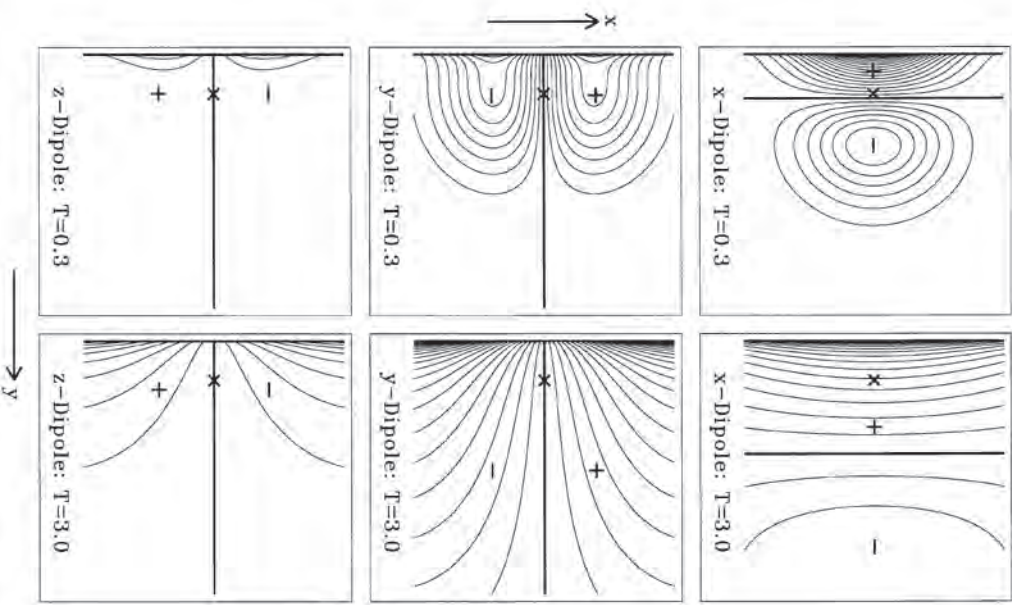 + × −
× + −
x-Dipole: T=0.3
x-Dipole: T=3.0
x
+
+
×
×
−
−
y-Dipole: T=0.3
y-Dipole: T=3.0
−
−
×
×
+
+
z-Dipole: T=0.3
z-Dipole: T=3.0
y